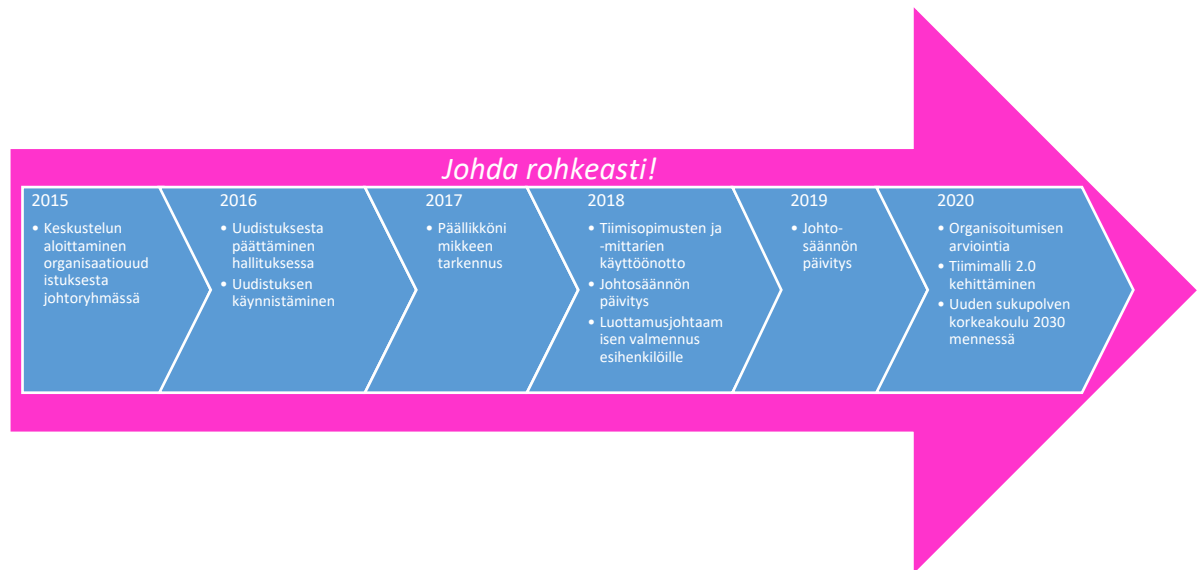 Johda rohkeasti!
2015
• Keskustelun
aloittaminen
organisaatiouud
istuksesta
johtoryhmässä
2016
• Uudistuksesta
päättäminen
hallituksessa
• Uudistuksen
käynnistäminen
2017
• Päällikköni
mikkeen
tarkennus
2018
• Tiimisopimusten ja
-mittarien
käyttöönotto
• Johtosäännön
päivitys
• Luottamusjohtaam
isen valmennus
esihenkilöille
2019
• Johto-
säännön
päivitys
2020
• Organisoitumisen
arviointia
• Tiimimalli 2.0
kehittäminen
• Uuden sukupolven
korkeakoulu 2030
mennessä